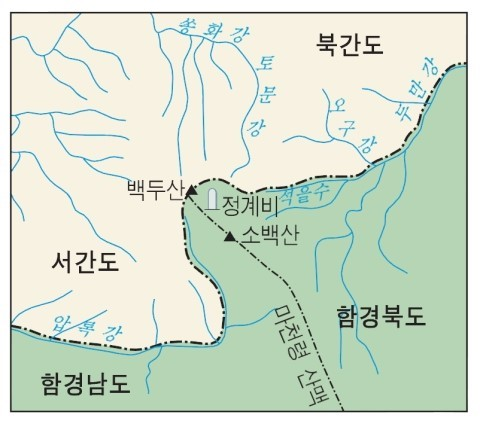 쑹화강
북간도
토문강
오구강
두만강
백두산
정계비
석을수
소백산
서간도
압록강
마천령 산맥
함경북도
함경남도